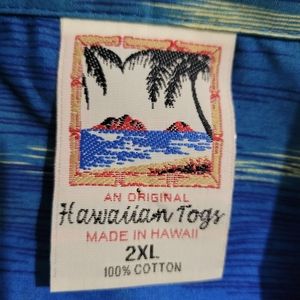 AN ORIGINAL
Hawaiian Togs
MADE IN HAWAII
2XL
100% COTTON